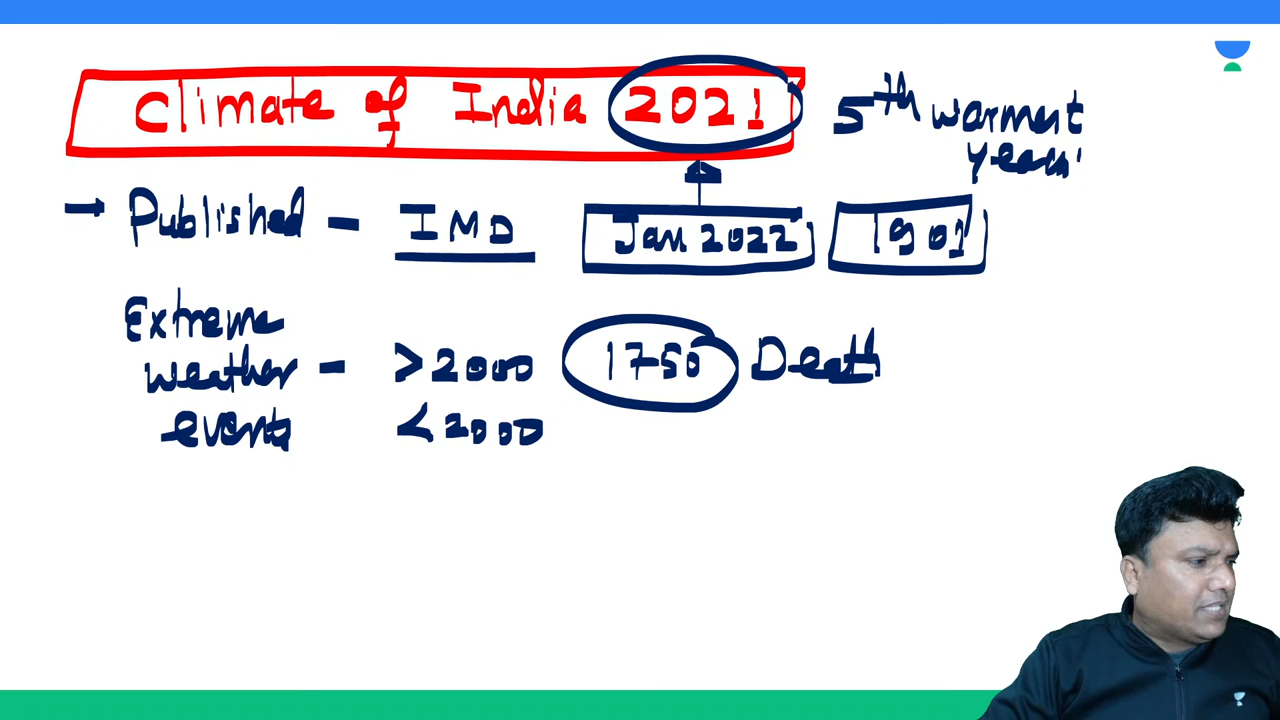 Climate of India 2021
5th warmest
years
→ Published - IMD Jan 2022 1901
Extreme
weather - >2000 1750 Death
events <2000